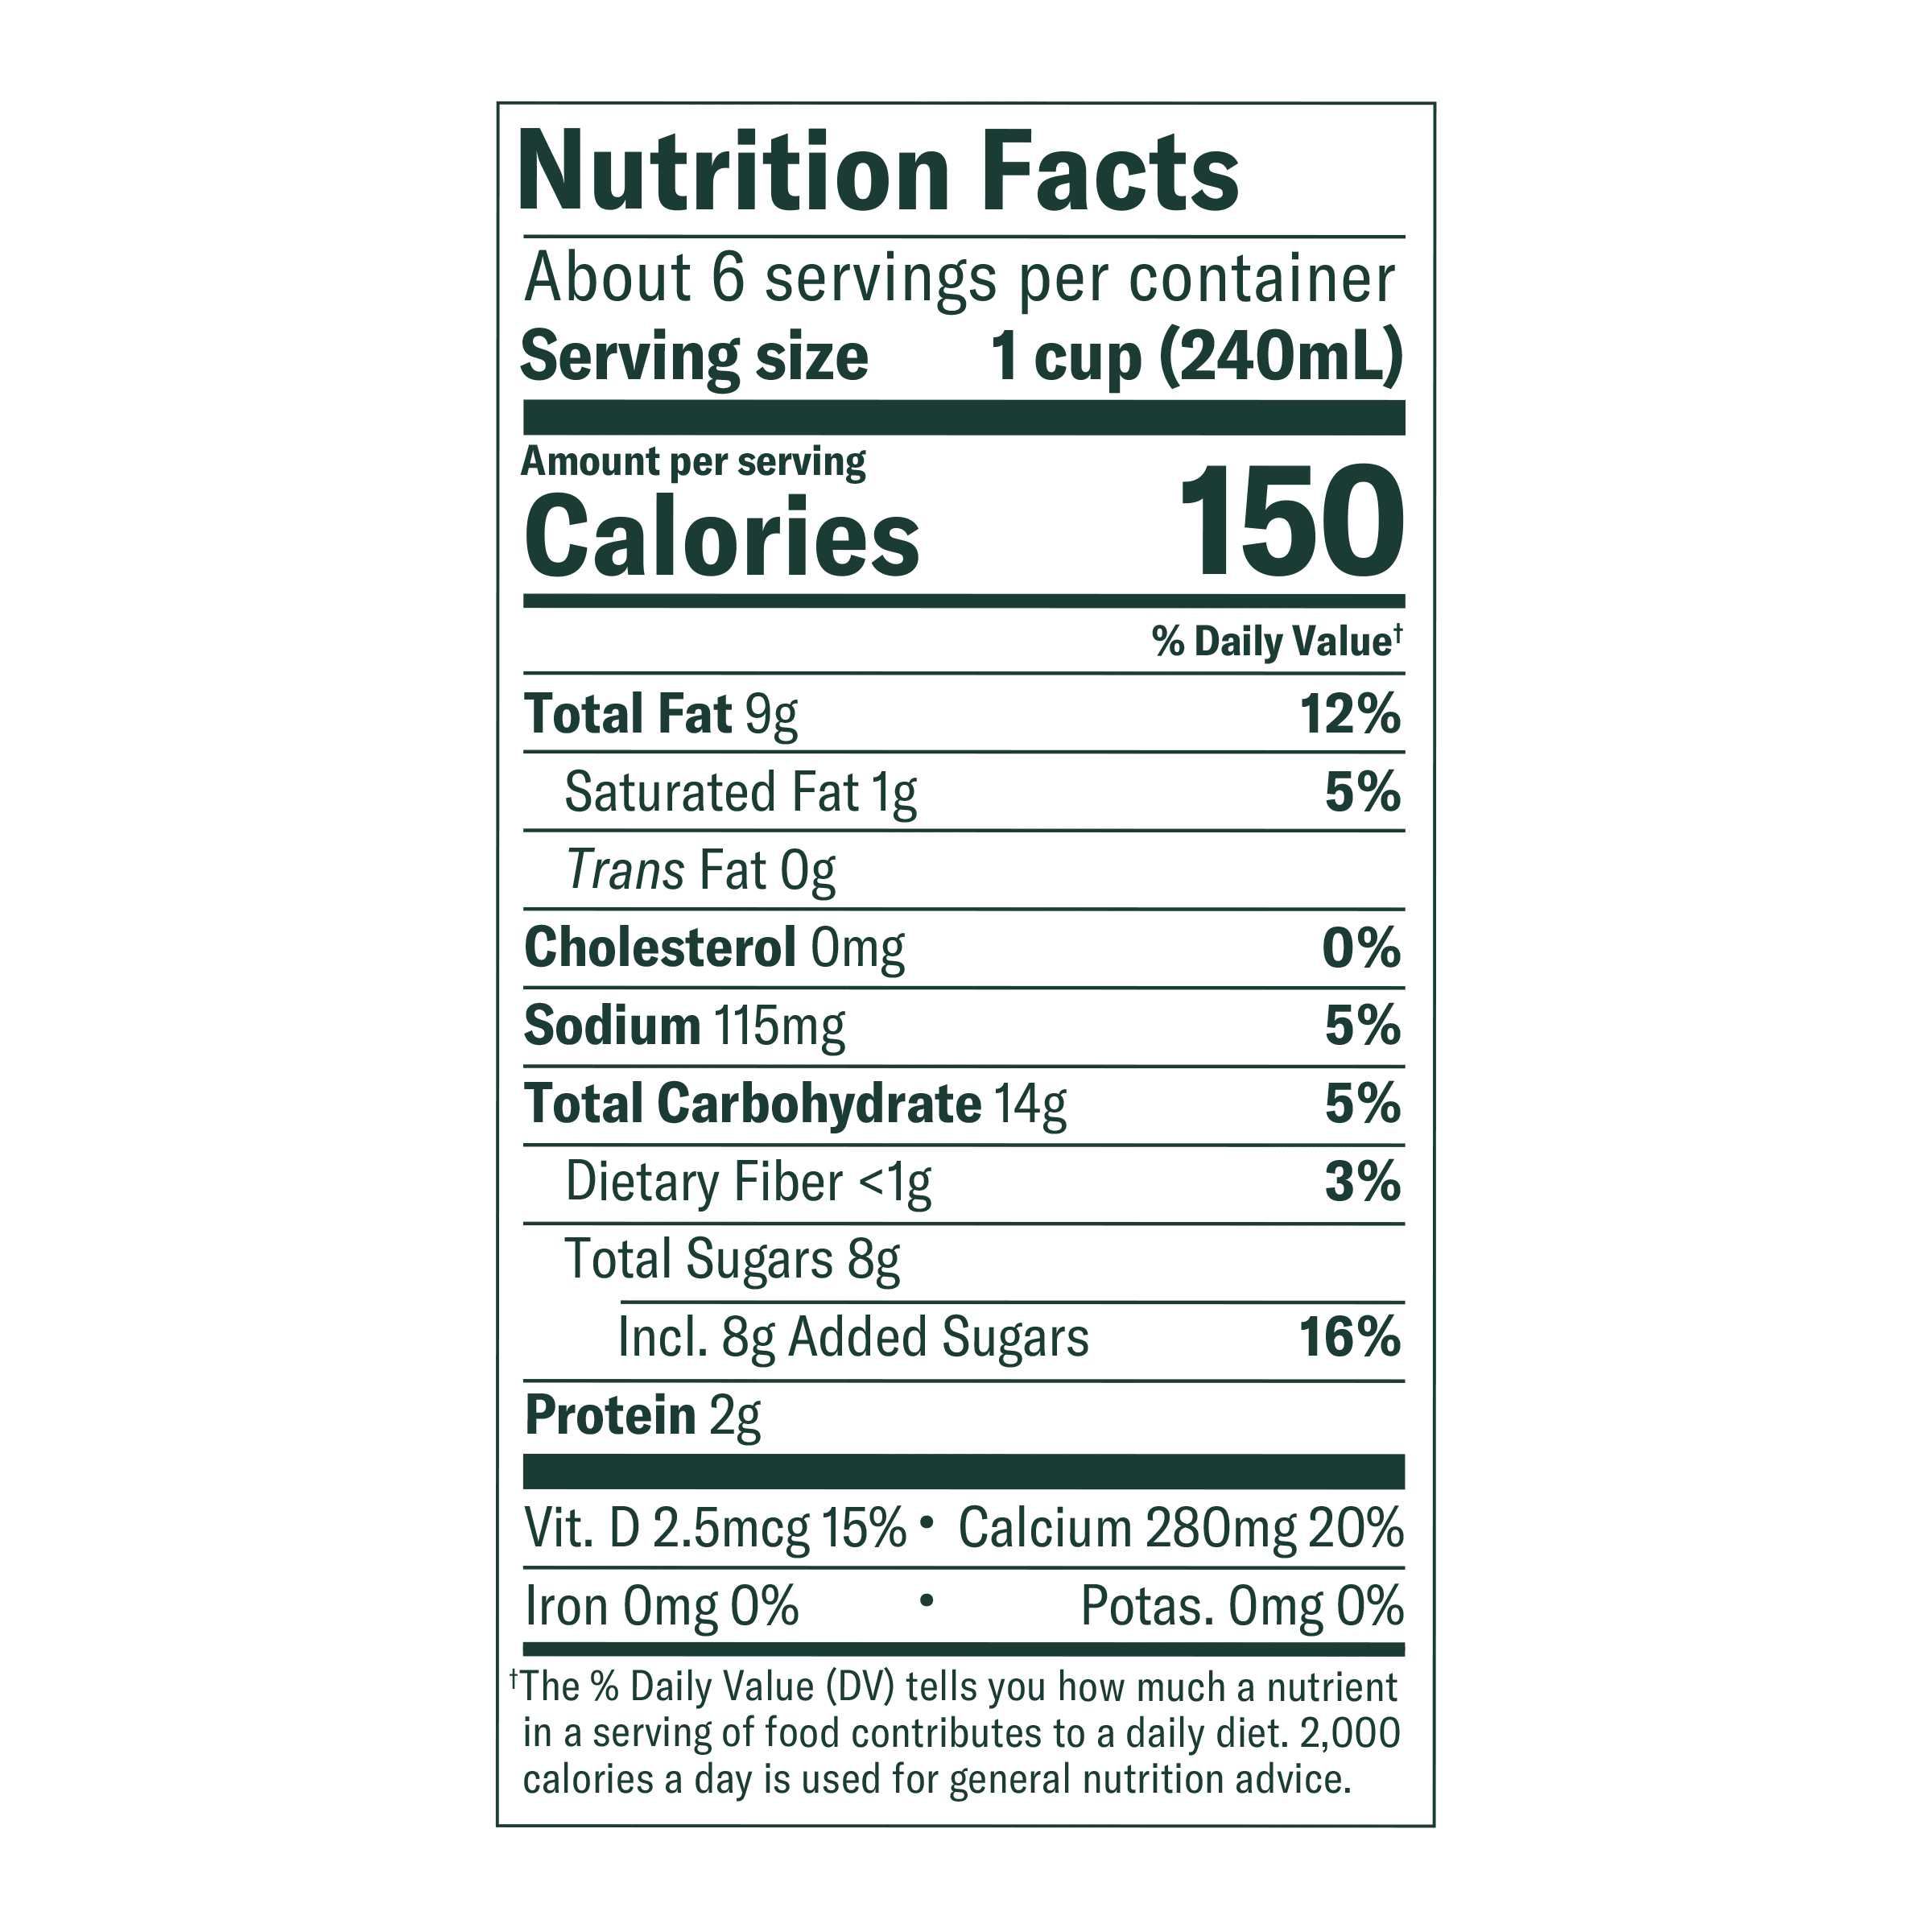 Nutrition Facts
About 6 servings per container
Serving size 1 cup (240mL)
Amount per serving
Calories 150
% Daily Value†
Total Fat 9g 12%
Saturated Fat 1g 5%
Trans Fat 0g
Cholesterol 0mg 0%
Sodium 115mg 5%
Total Carbohydrate 14g 5%
Dietary Fiber <1g 3%
Total Sugars 8g
Incl. 8g Added Sugars 16%
Protein 2g
Vit. D 2.5mcg 15% • Calcium 280mg 20%
Iron 0mg 0% • Potas. 0mg 0%
†The % Daily Value (DV) tells you how much a nutrient
in a serving of food contributes to a daily diet. 2,000
calories a day is used for general nutrition advice.